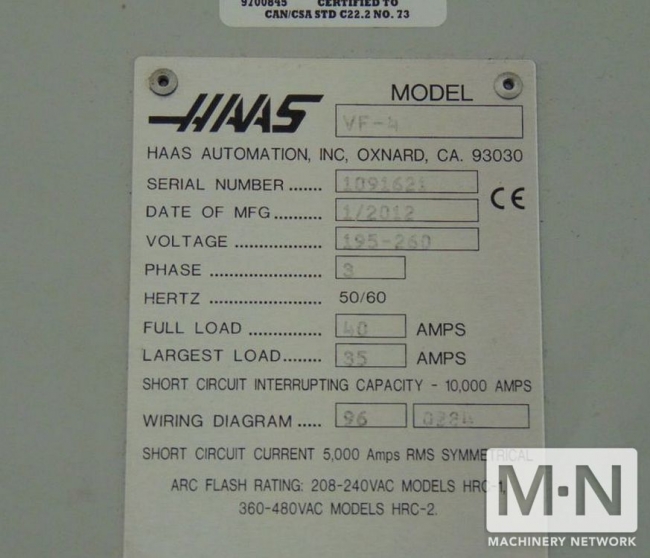 9700845 CERTIFIED TO
CAN/CSA STD C22.2 NO. 73
HAAS
MODEL
VF-4
HAAS AUTOMATION, INC, OXNARD, CA. 93030
SERIAL NUMBER ....... 1091621
DATE OF MFG ......... 1/2012
CE
VOLTAGE ................ 195-260
PHASE .................... 3
HERTZ .................... 50/60
FULL LOAD ............. 40 AMPS
LARGEST LOAD........ 35 AMPS
SHORT CIRCUIT INTERRUPTING CAPACITY - 10,000 AMPS
WIRING DIAGRAM ..... 96 0284
SHORT CIRCUIT CURRENT 5,000 Amps RMS SYMMETRICAL
ARC FLASH RATING: 208-240VAC MODELS HRC-1,
360-480VAC MODELS HRC-2.
M·N
MACHINERY NETWORK